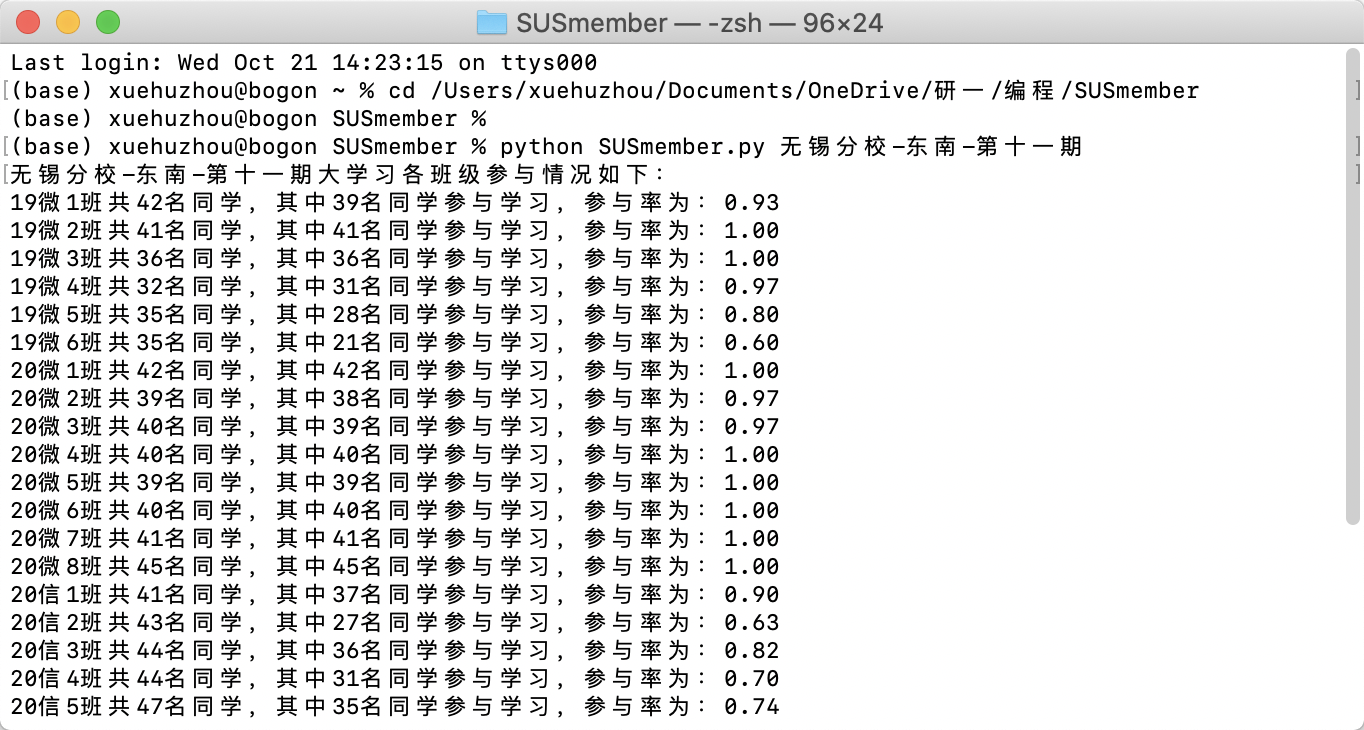 SUSmember — -zsh — 96×24
Last login: Wed Oct 21 14:23:15 on ttys000
(base) xuehuzhou@bogon ~ % cd /Users/xuehuzhou/Documents/OneDrive/研一/编程/SUSmember
(base) xuehuzhou@bogon SUSmember %
(base) xuehuzhou@bogon SUSmember % python SUSmember.py 无锡分校-东南-第十一期
无锡分校-东南-第十一期大学习各班级参与情况如下：
19微1班共42名同学，其中39名同学参与学习，参与率为：0.93
19微2班共41名同学，其中41名同学参与学习，参与率为：1.00
19微3班共36名同学，其中36名同学参与学习，参与率为：1.00
19微4班共32名同学，其中31名同学参与学习，参与率为：0.97
19微5班共35名同学，其中28名同学参与学习，参与率为：0.80
19微6班共35名同学，其中21名同学参与学习，参与率为：0.60
20微1班共42名同学，其中42名同学参与学习，参与率为：1.00
20微2班共39名同学，其中38名同学参与学习，参与率为：0.97
20微3班共40名同学，其中39名同学参与学习，参与率为：0.97
20微4班共40名同学，其中40名同学参与学习，参与率为：1.00
20微5班共39名同学，其中39名同学参与学习，参与率为：1.00
20微6班共40名同学，其中40名同学参与学习，参与率为：1.00
20微7班共41名同学，其中41名同学参与学习，参与率为：1.00
20微8班共45名同学，其中45名同学参与学习，参与率为：1.00
20信1班共41名同学，其中37名同学参与学习，参与率为：0.90
20信2班共43名同学，其中27名同学参与学习，参与率为：0.63
20信3班共44名同学，其中36名同学参与学习，参与率为：0.82
20信4班共44名同学，其中31名同学参与学习，参与率为：0.70
20信5班共47名同学，其中35名同学参与学习，参与率为：0.74